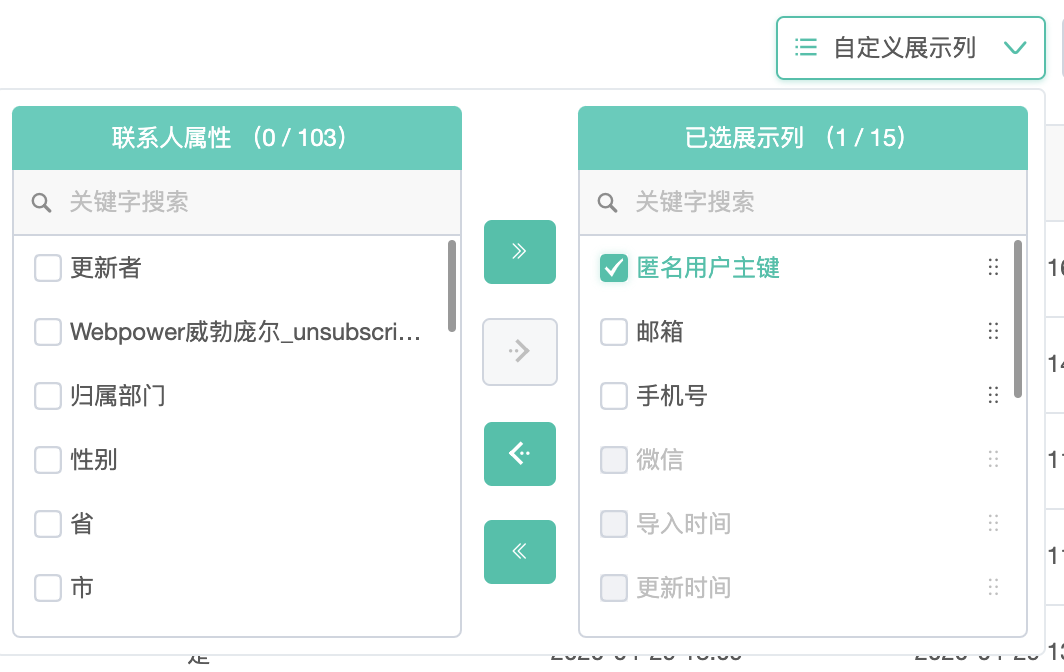 自定义展示列
联系人属性 （0 / 103）
关键字搜索
更新者
Webpower威勃庞尔_unsubscri...
归属部门
性别
省
市
已选展示列 （1 / 15）
关键字搜索
匿名用户主键
邮箱
手机号
微信
导入时间
更新时间